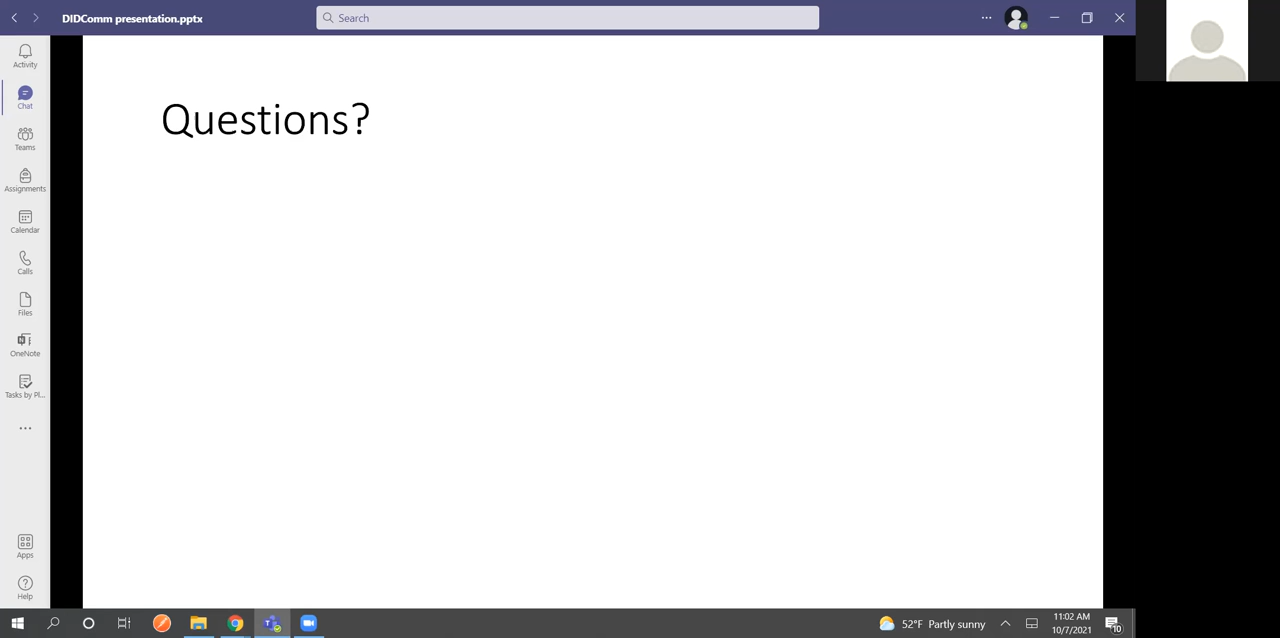 DIDComm presentation.pptx
Search
Activity
Chat
Teams
Assignments
Calendar
Calls
Files
OneNote
Tasks by Pl...
Apps
Help
Questions?
52°F Partly sunny
11:02 AM
10/7/2021
10